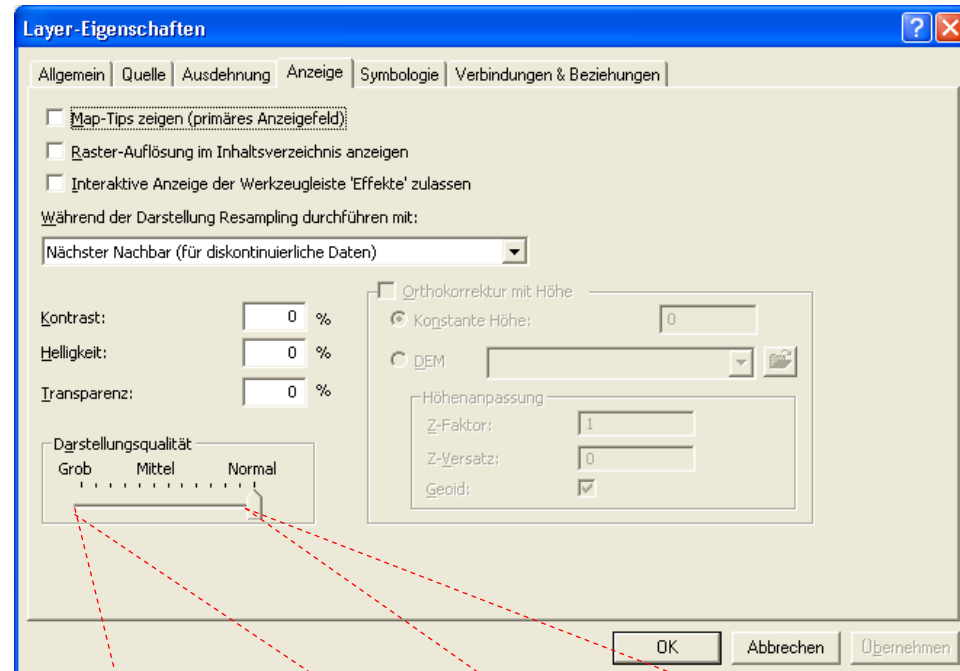 Layer-Eigenschaften
Allgemein Quelle Ausdehnung Anzeige Symbologie Verbindungen & Beziehungen
Map-Tips zeigen (primäres Anzeigefeld)
Raster-Auflösung im Inhaltsverzeichnis anzeigen
Interaktive Anzeige der Werkzeugleiste 'Effekte' zulassen
Während der Darstellung Resampling durchführen mit:
Nächster Nachbar (für diskontinuierliche Daten)
Kontrast: 0 %
Helligkeit: 0 %
Transparenz: 0 %
Darstellungsqualität
Grob Mittel Normal
Orthokorrektur mit Höhe
Konstante Höhe: 0
DEM
Höhenanpassung
Z-Faktor: 1
Z-Versatz: 0
Geoid:
OK Abbrechen Übernehmen